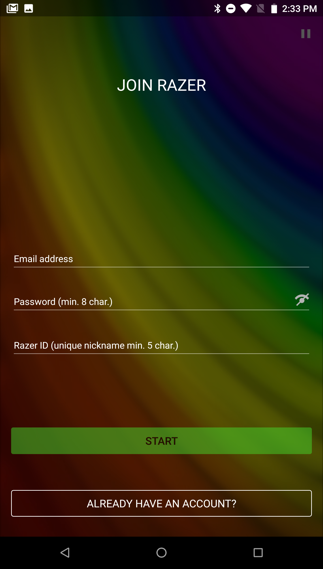 2:33 PM
JOIN RAZER
Email address
Password (min. 8 char.)
Razer ID (unique nickname min. 5 char.)
START
ALREADY HAVE AN ACCOUNT?